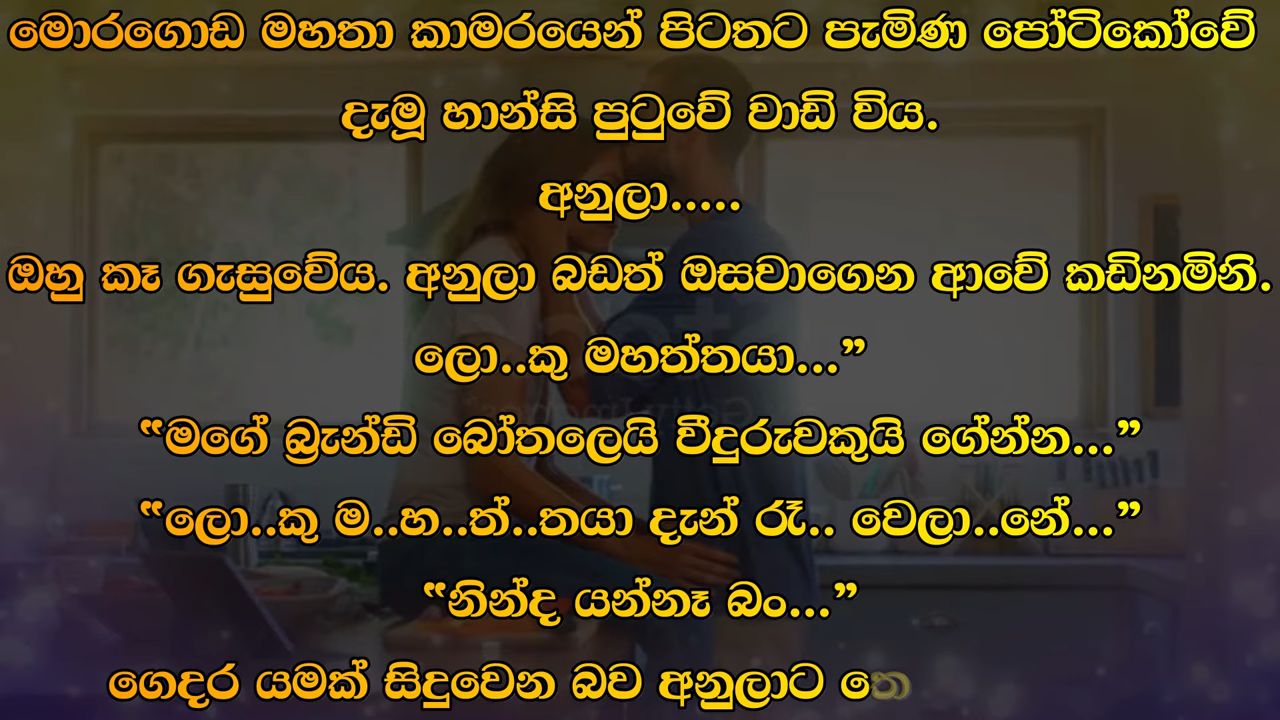 මොරගොඩ මහතා කාමරයෙන් පිටතට පැමිණ පෝටිකෝවේ
දැමූ හාන්සි පුටුවේ වාඩි විය.
අනුලා.....
ඔහු කෑ ගැසුවේය. අනුලා බඩත් ඔසවාගෙන ආවේ කඩිනමිනි.
ලො..කු මහත්තයා...”
“මගේ බ්‍රැන්ඩි බෝතලෙයි වීදුරුවකුයි ගේන්න...”
“ලො..කු ම..හ..ත්..තයා දැන් රෑ.. වෙලා..නේ...”
“නින්ද යන්නෑ බං...”
ගෙදර යමක් සිදුවෙන බව අනුලාට තෙ